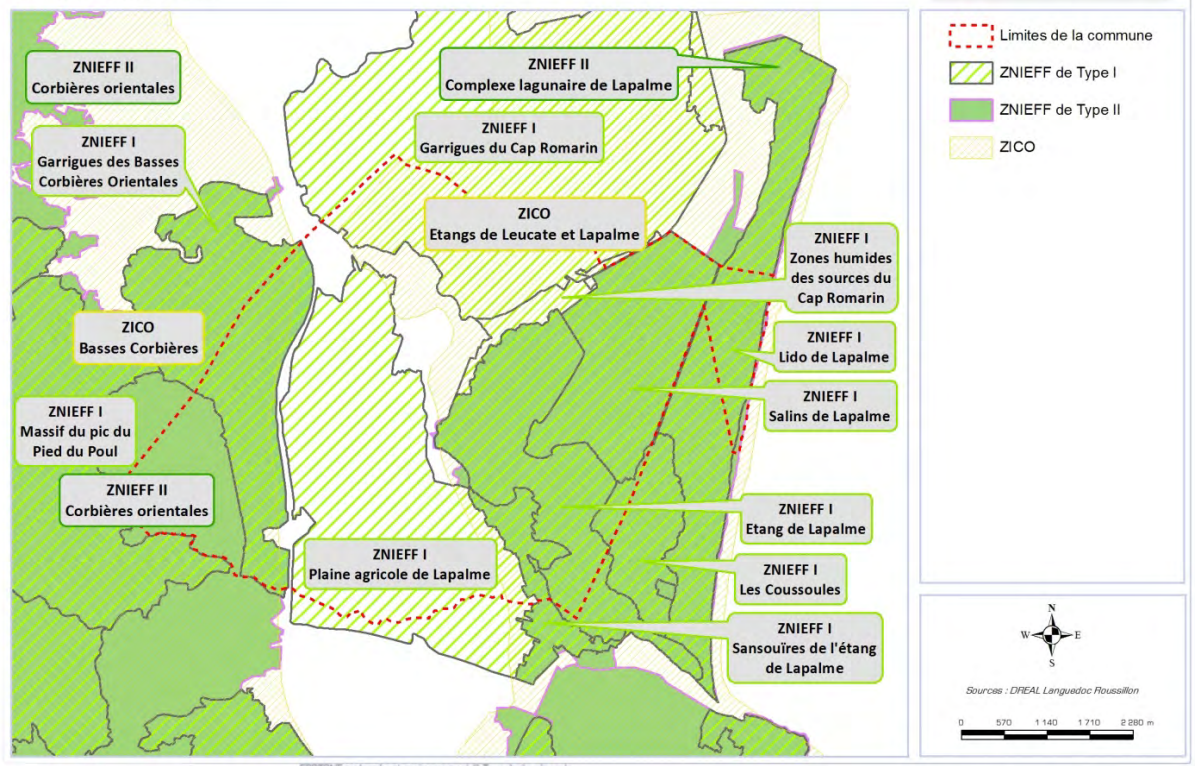 ZNIEFF II
Corbières orientales
ZNIEFF II
Complexe lagunaire de Lapalme
ZNIEFF I
Garrigues des Basses
Corbières Orientales
ZNIEFF I
Garrigues du Cap Romarin
ZICO
Etangs de Leucate et Lapalme
ZNIEFF I
Zones humides
des sources du
Cap Romarin
ZICO
Basses Corbières
ZNIEFF I
Lido de Lapalme
ZNIEFF I
Salins de Lapalme
ZNIEFF I
Massif du pic du
Pied du Poul
ZNIEFF II
Corbières orientales
ZNIEFF I
Etang de Lapalme
ZNIEFF I
Plaine agricole de Lapalme
ZNIEFF I
Les Coussoules
ZNIEFF I
Sansouïres de l'étang
de Lapalme
Limites de la commune
ZNIEFF de Type I
ZNIEFF de Type II
ZICO
N
W E
S
Sources : DREAL Languedoc Roussillon
0 570 1 140 1 710 2 280 m